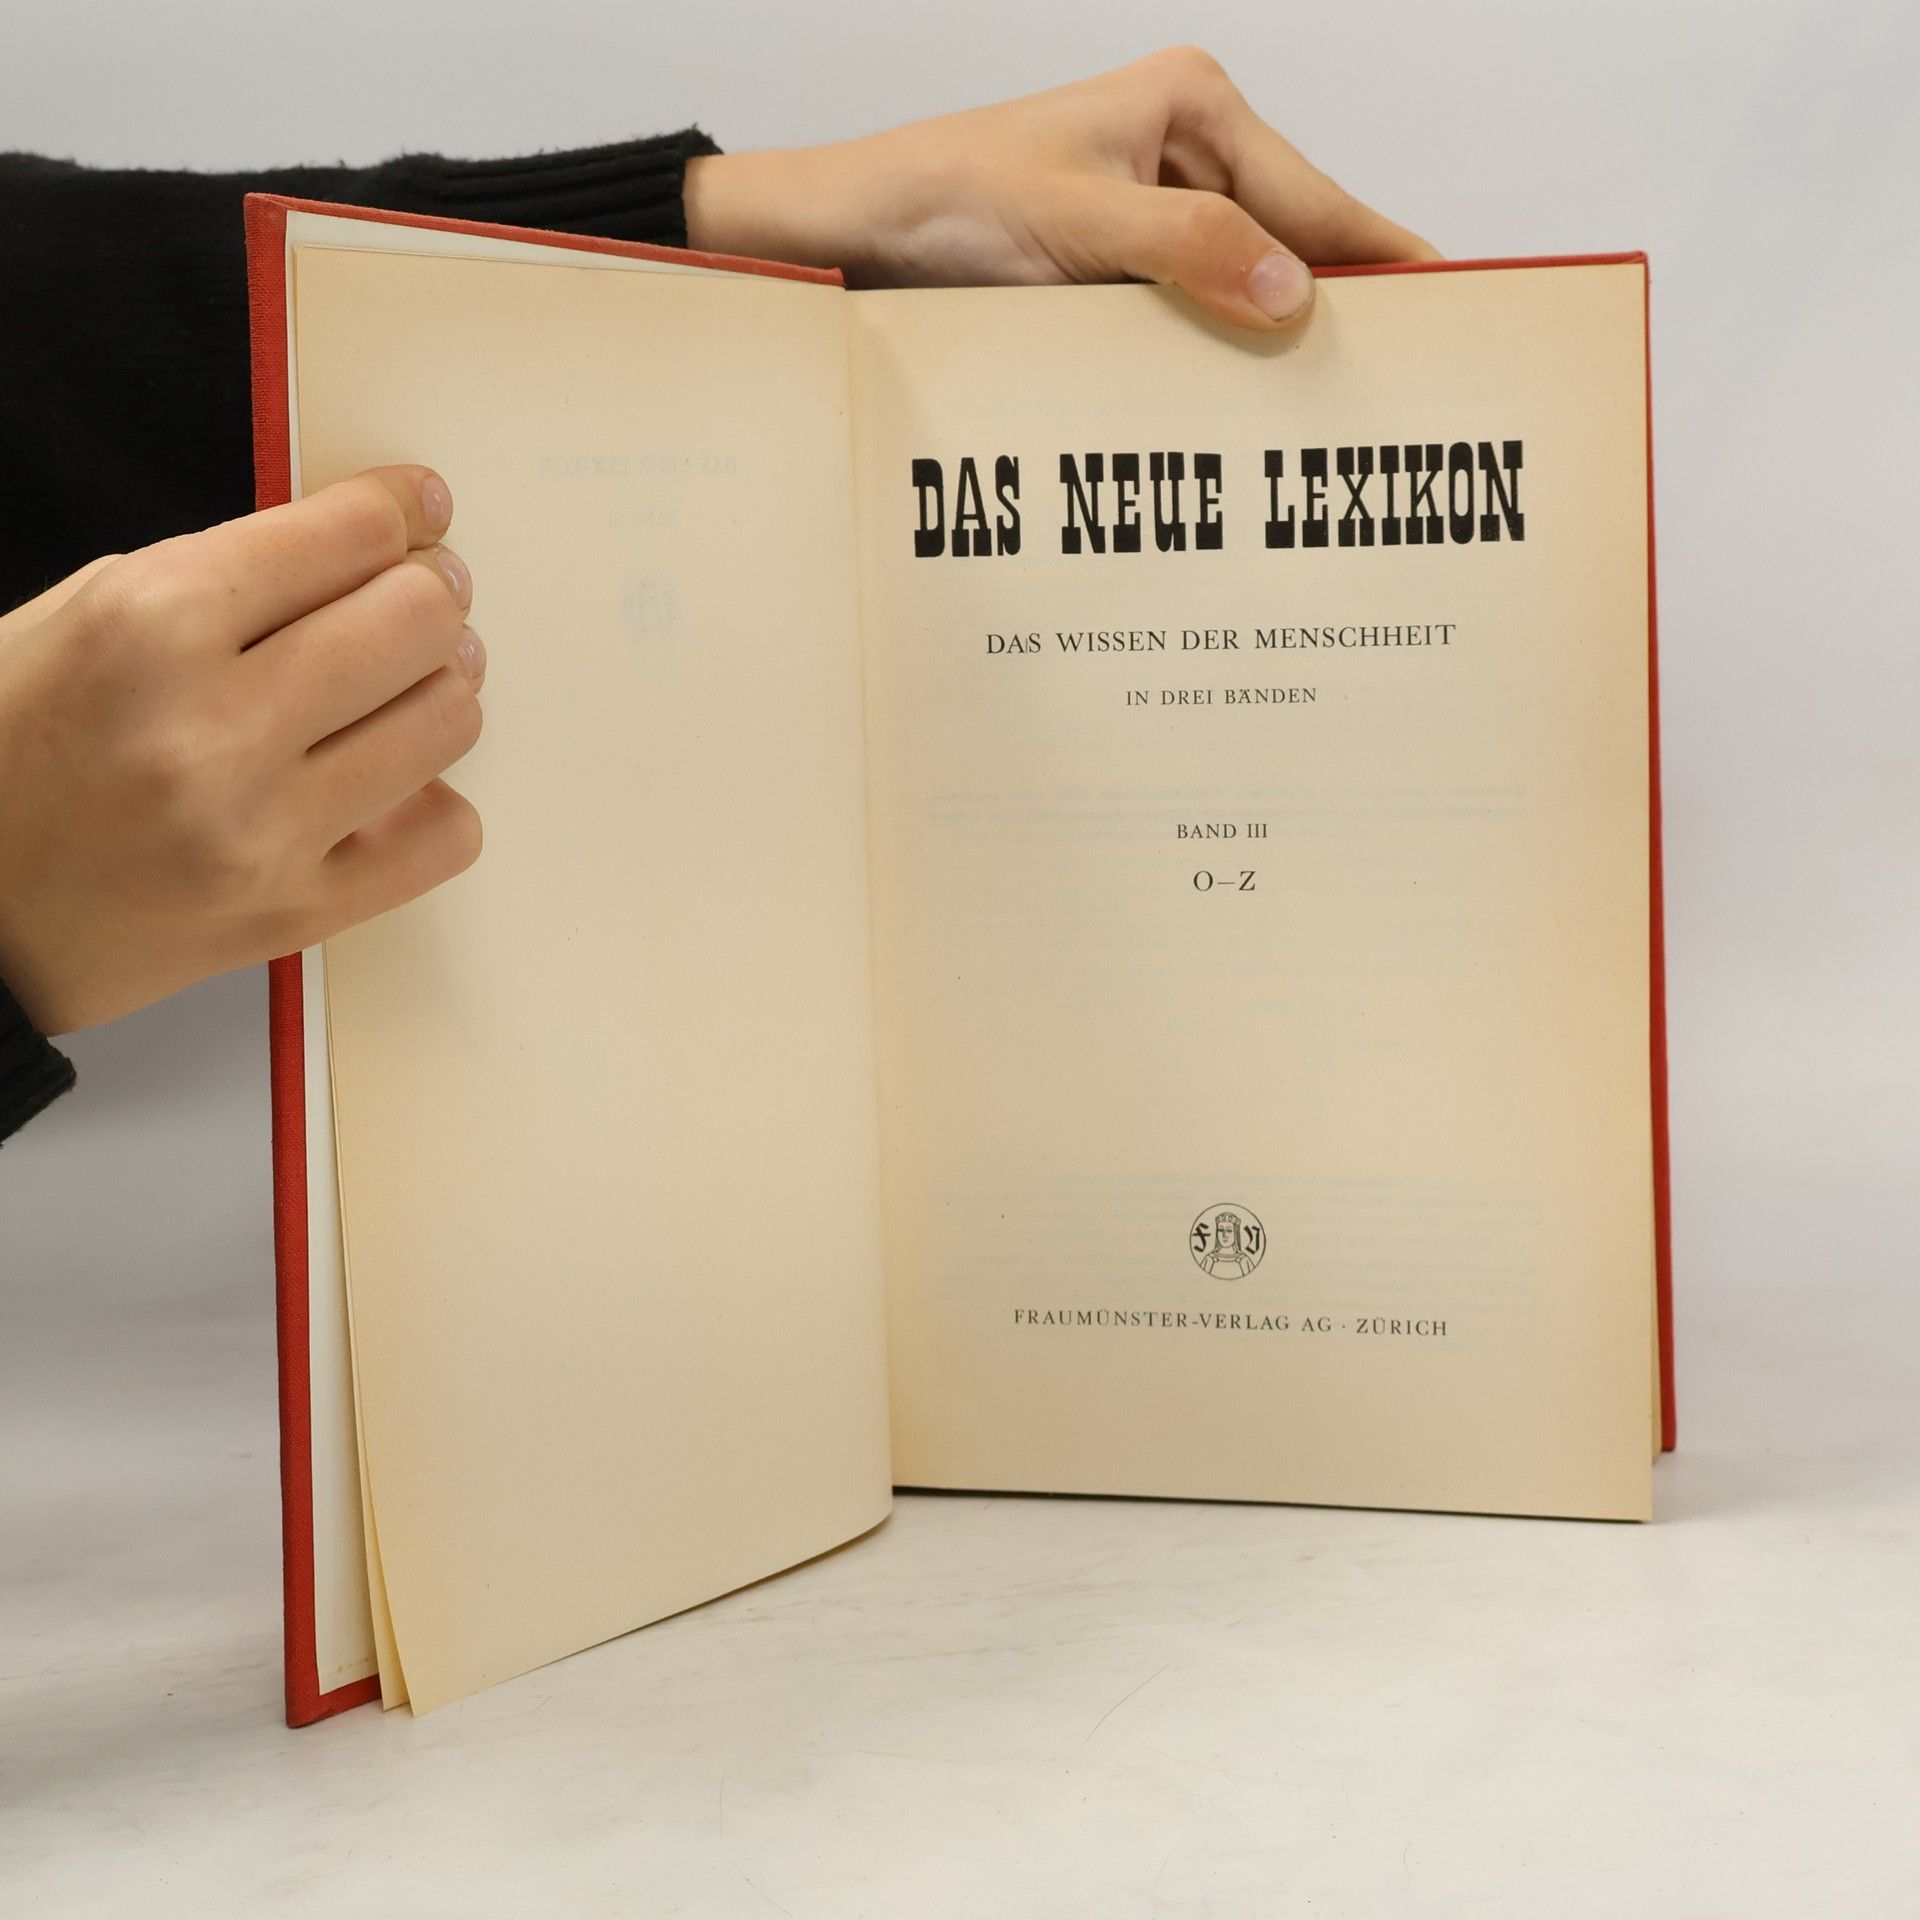 DAS NEUE LEXIKON
DAS WISSEN DER MENSCHHEIT
IN DREI BÄNDEN
BAND III
O–Z
F V
FRAUMÜNSTER-VERLAG AG · ZÜRICH